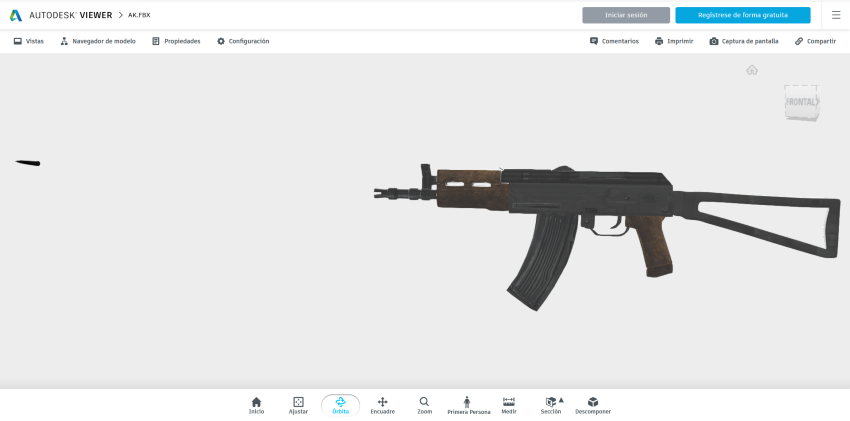 AUTODESK VIEWER > AK.FBX
Iniciar sesión
Regístrese de forma gratuita
Vistas
Navegador de modelo
Propiedades
Configuración
Comentarios
Imprimir
Captura de pantalla
Compartir
FRONTAL
Inicio
Ajustar
Órbita
Encuadre
Zoom
Primera Persona
Medir
Sección
Descomponer